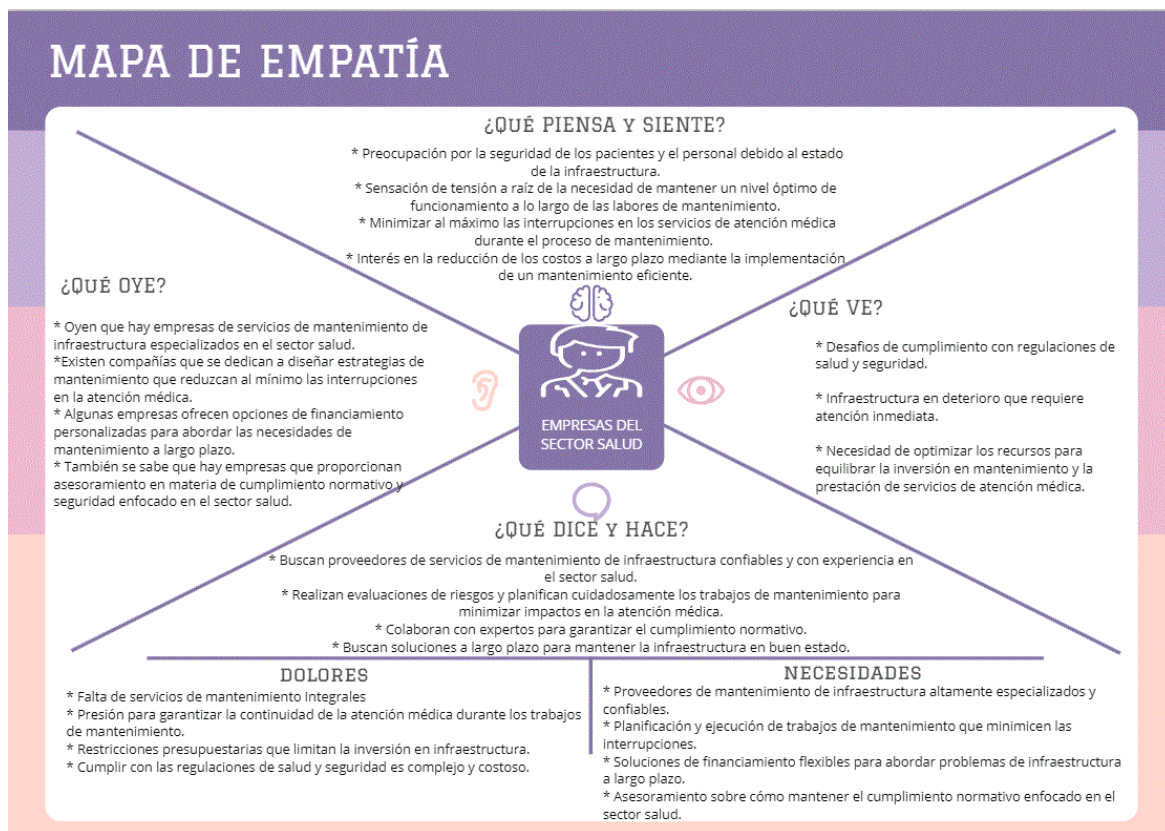 MAPA DE EMPATÍA
¿QUÉ PIENSA Y SIENTE?
* Preocupación por la seguridad de los pacientes y el personal debido al estado
de la infraestructura.
* Sensación de tensión a raíz de la necesidad de mantener un nivel óptimo de
funcionamiento a lo largo de las labores de mantenimiento.
* Minimizar al máximo las interrupciones en los servicios de atención médica
durante el proceso de mantenimiento.
* Interés en la reducción de los costos a largo plazo mediante la implementación
de un mantenimiento eficiente.
¿QUÉ OYE?
* Oyen que hay empresas de servicios de mantenimiento de
infraestructura especializados en el sector salud.
*Existen compañías que se dedican a diseñar estrategias de
mantenimiento que reduzcan al mínimo las interrupciones
en la atención médica.
* Algunas empresas ofrecen opciones de financiamiento
personalizadas para abordar las necesidades de
mantenimiento a largo plazo.
* También se sabe que hay empresas que proporcionan
asesoramiento en materia de cumplimiento normativo y
seguridad enfocado en el sector salud.
EMPRESAS DEL
SECTOR SALUD
¿QUÉ VE?
* Desafios de cumplimiento con regulaciones de
salud y seguridad.
* Infraestructura en deterioro que requiere
atención inmediata.
* Necesidad de optimizar los recursos para
equilibrar la inversión en mantenimiento y la
prestación de servicios de atención médica.
¿QUÉ DICE Y HACE?
* Buscan proveedores de servicios de mantenimiento de infraestructura confiables y con experiencia en
el sector salud.
* Realizan evaluaciones de riesgos y planifican cuidadosamente los trabajos de mantenimiento para
minimizar impactos en la atención médica.
* Colaboran con expertos para garantizar el cumplimiento normativo.
* Buscan soluciones a largo plazo para mantener la infraestructura en buen estado.
DOLORES
* Falta de servicios de mantenimiento Integrales
* Presión para garantizar la continuidad de la atención médica durante los trabajos
de mantenimiento.
* Restricciones presupuestarias que limitan la inversión en infraestructura.
* Cumplir con las regulaciones de salud y seguridad es complejo y costoso.
NECESIDADES
* Proveedores de mantenimiento de infraestructura altamente especializados y
confiables.
* Planificación y ejecución de trabajos de mantenimiento que minimicen las
interrupciones.
* Soluciones de financiamiento flexibles para abordar problemas de infraestructura
a largo plazo.
* Asesoramiento sobre cómo mantener el cumplimiento normativo enfocado en el
sector salud.